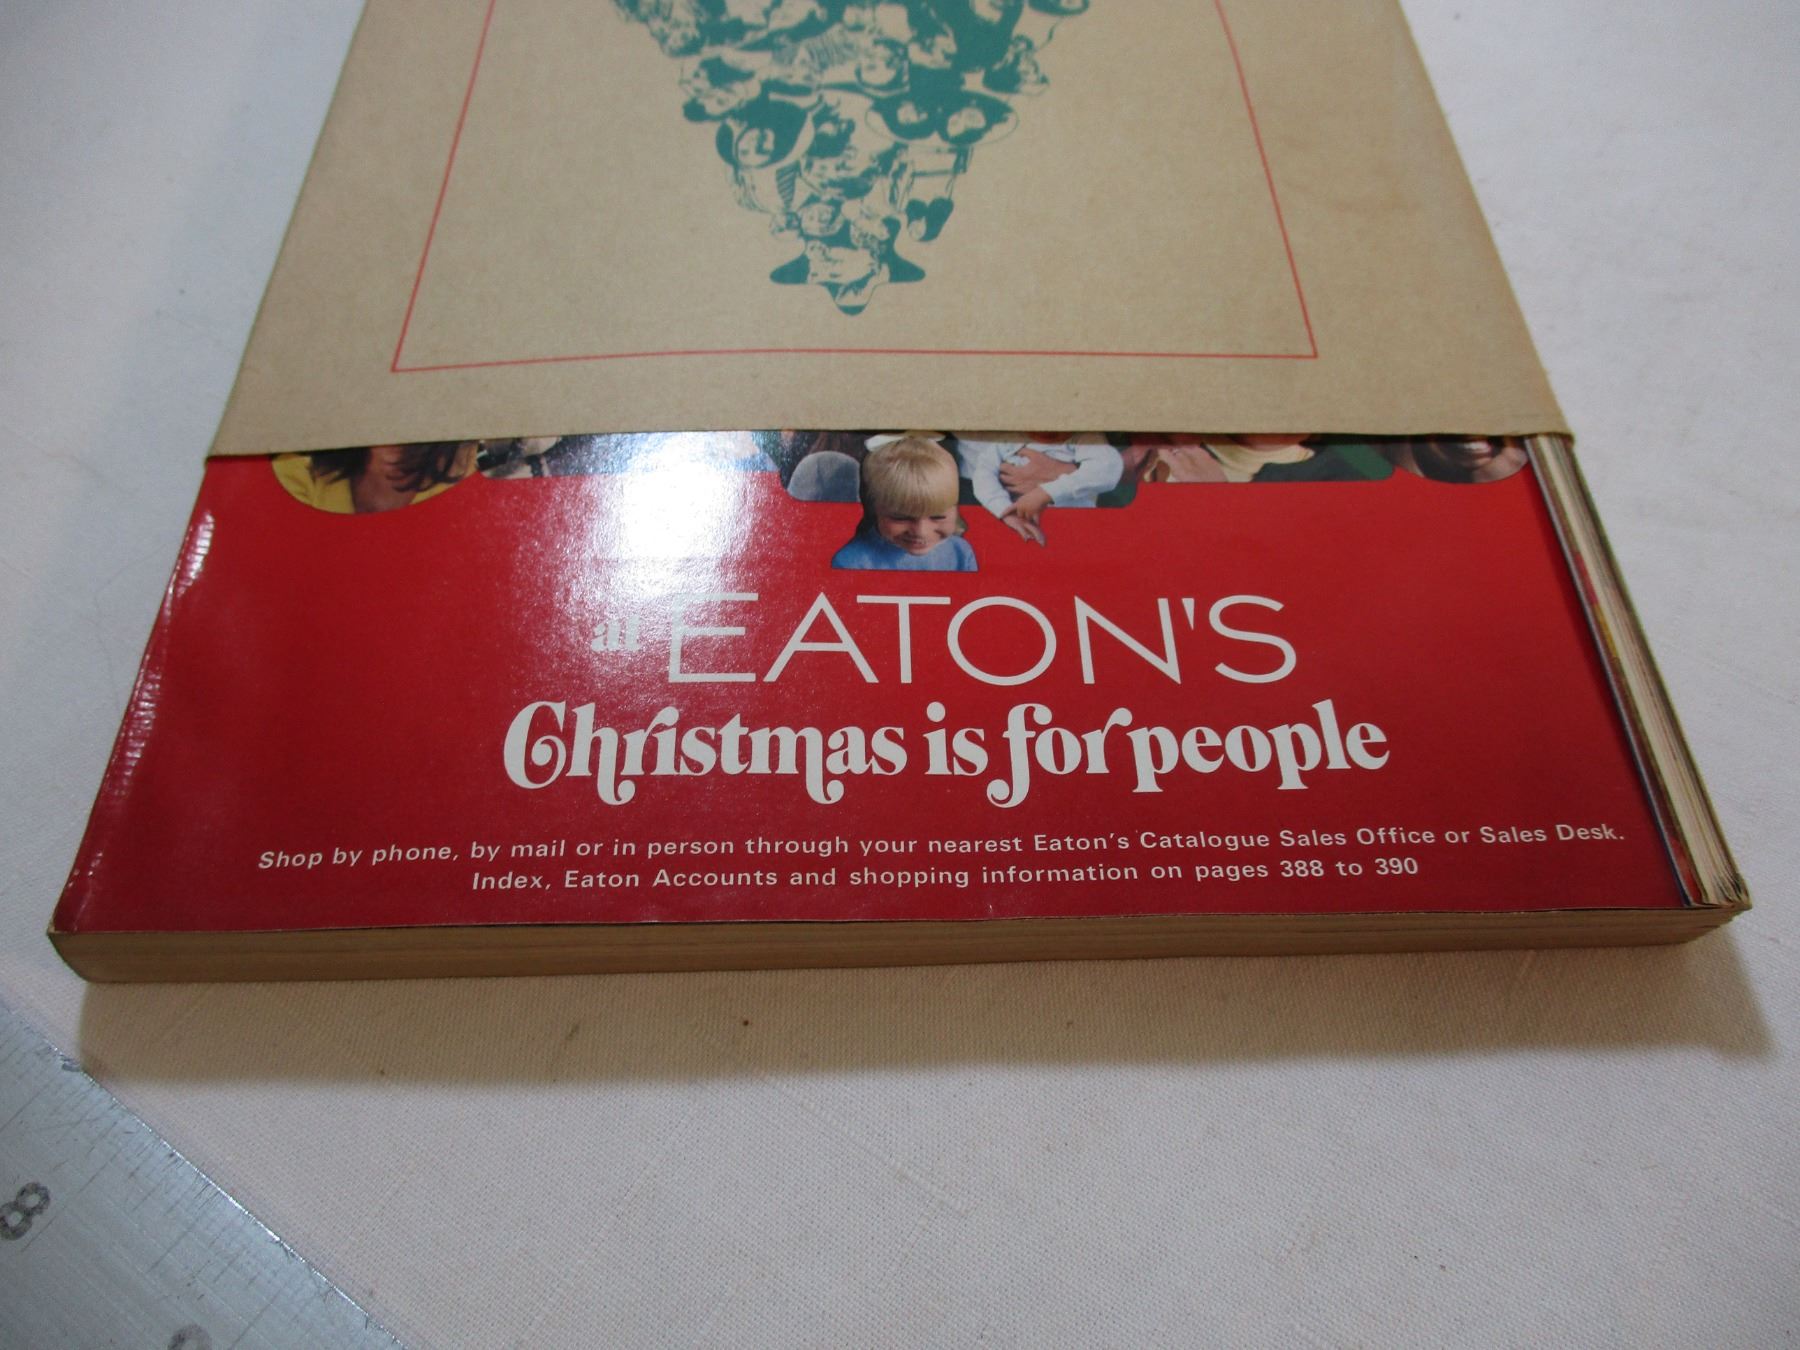 at EATON'S
Christmas is for people
Shop by phone, by mail or in person through your nearest Eaton's Catalogue Sales Office or Sales Desk.
Index, Eaton Accounts and shopping information on pages 388 to 390
8